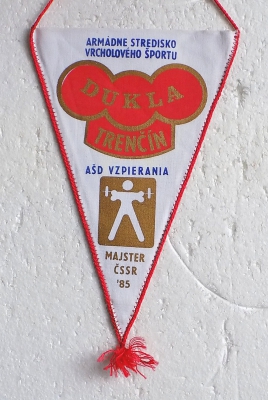 ARMÁDNE STREDISKO
VRCHOLOVÉHO ŠPORTU
DUKLA
TRENČÍN
AŠD VZPIERANIA
MAJSTER
ČSSR
'85